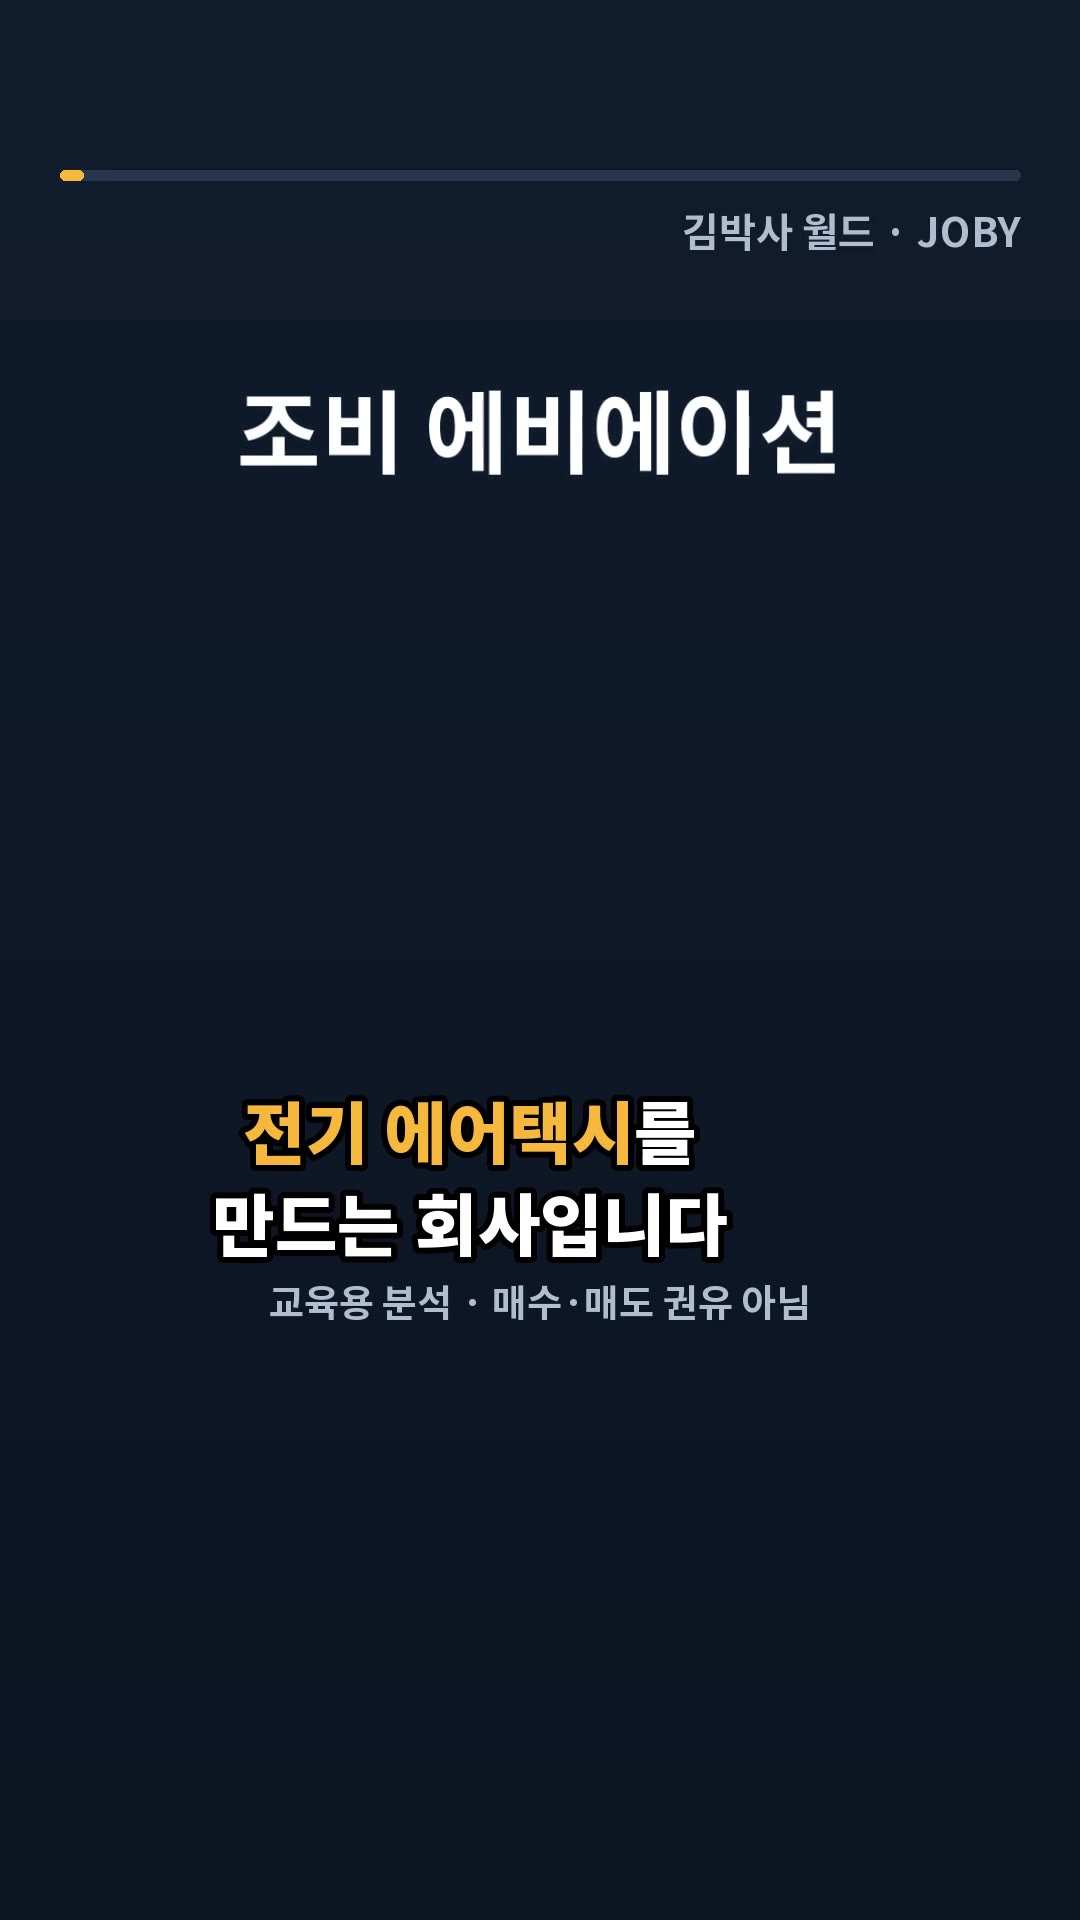 김박사 월드 · JOBY
조비 에비에이션
전기 에어택시를
만드는 회사입니다
교육용 분석 · 매수·매도 권유 아님